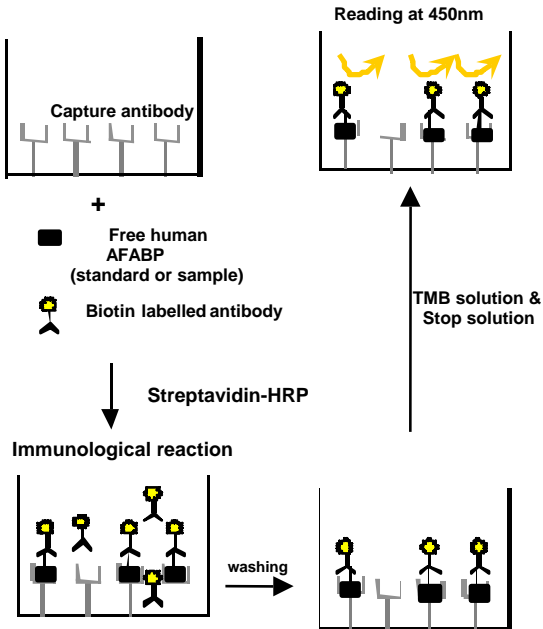 Capture antibody
+
Free human
AFABP
(standard or sample)
Biotin labelled antibody
Streptavidin-HRP
Immunological reaction
washing
TMB solution &
Stop solution
Reading at 450nm